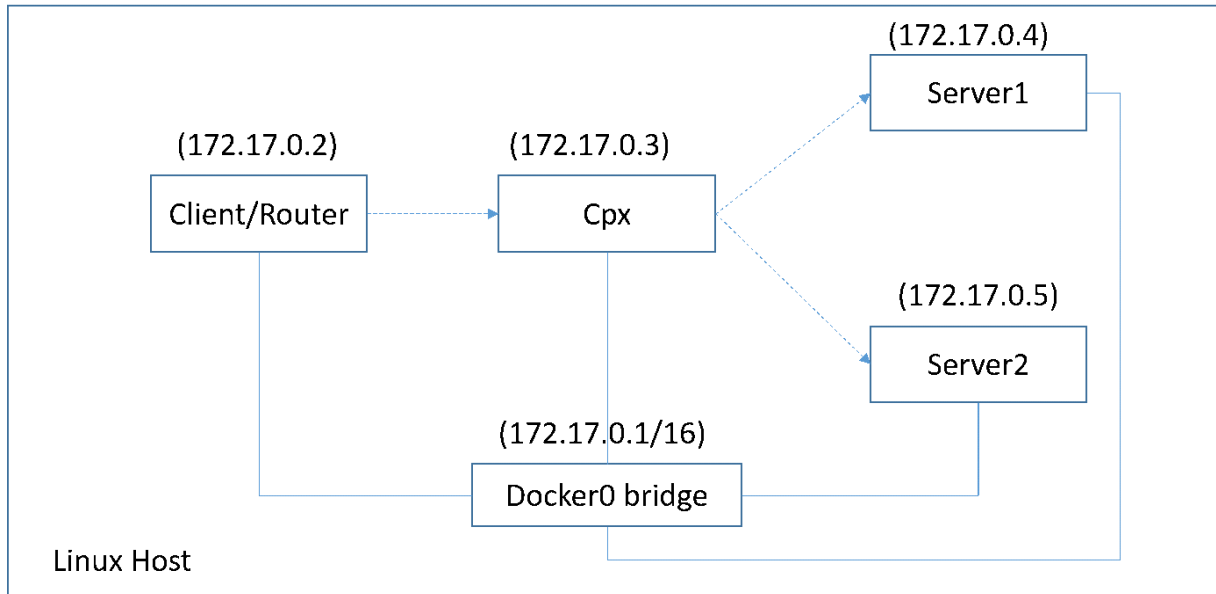 (172.17.0.4)
Server1
(172.17.0.2)
Client/Router
(172.17.0.3)
Cpx
(172.17.0.5)
Server2
(172.17.0.1/16)
Docker0 bridge
Linux Host